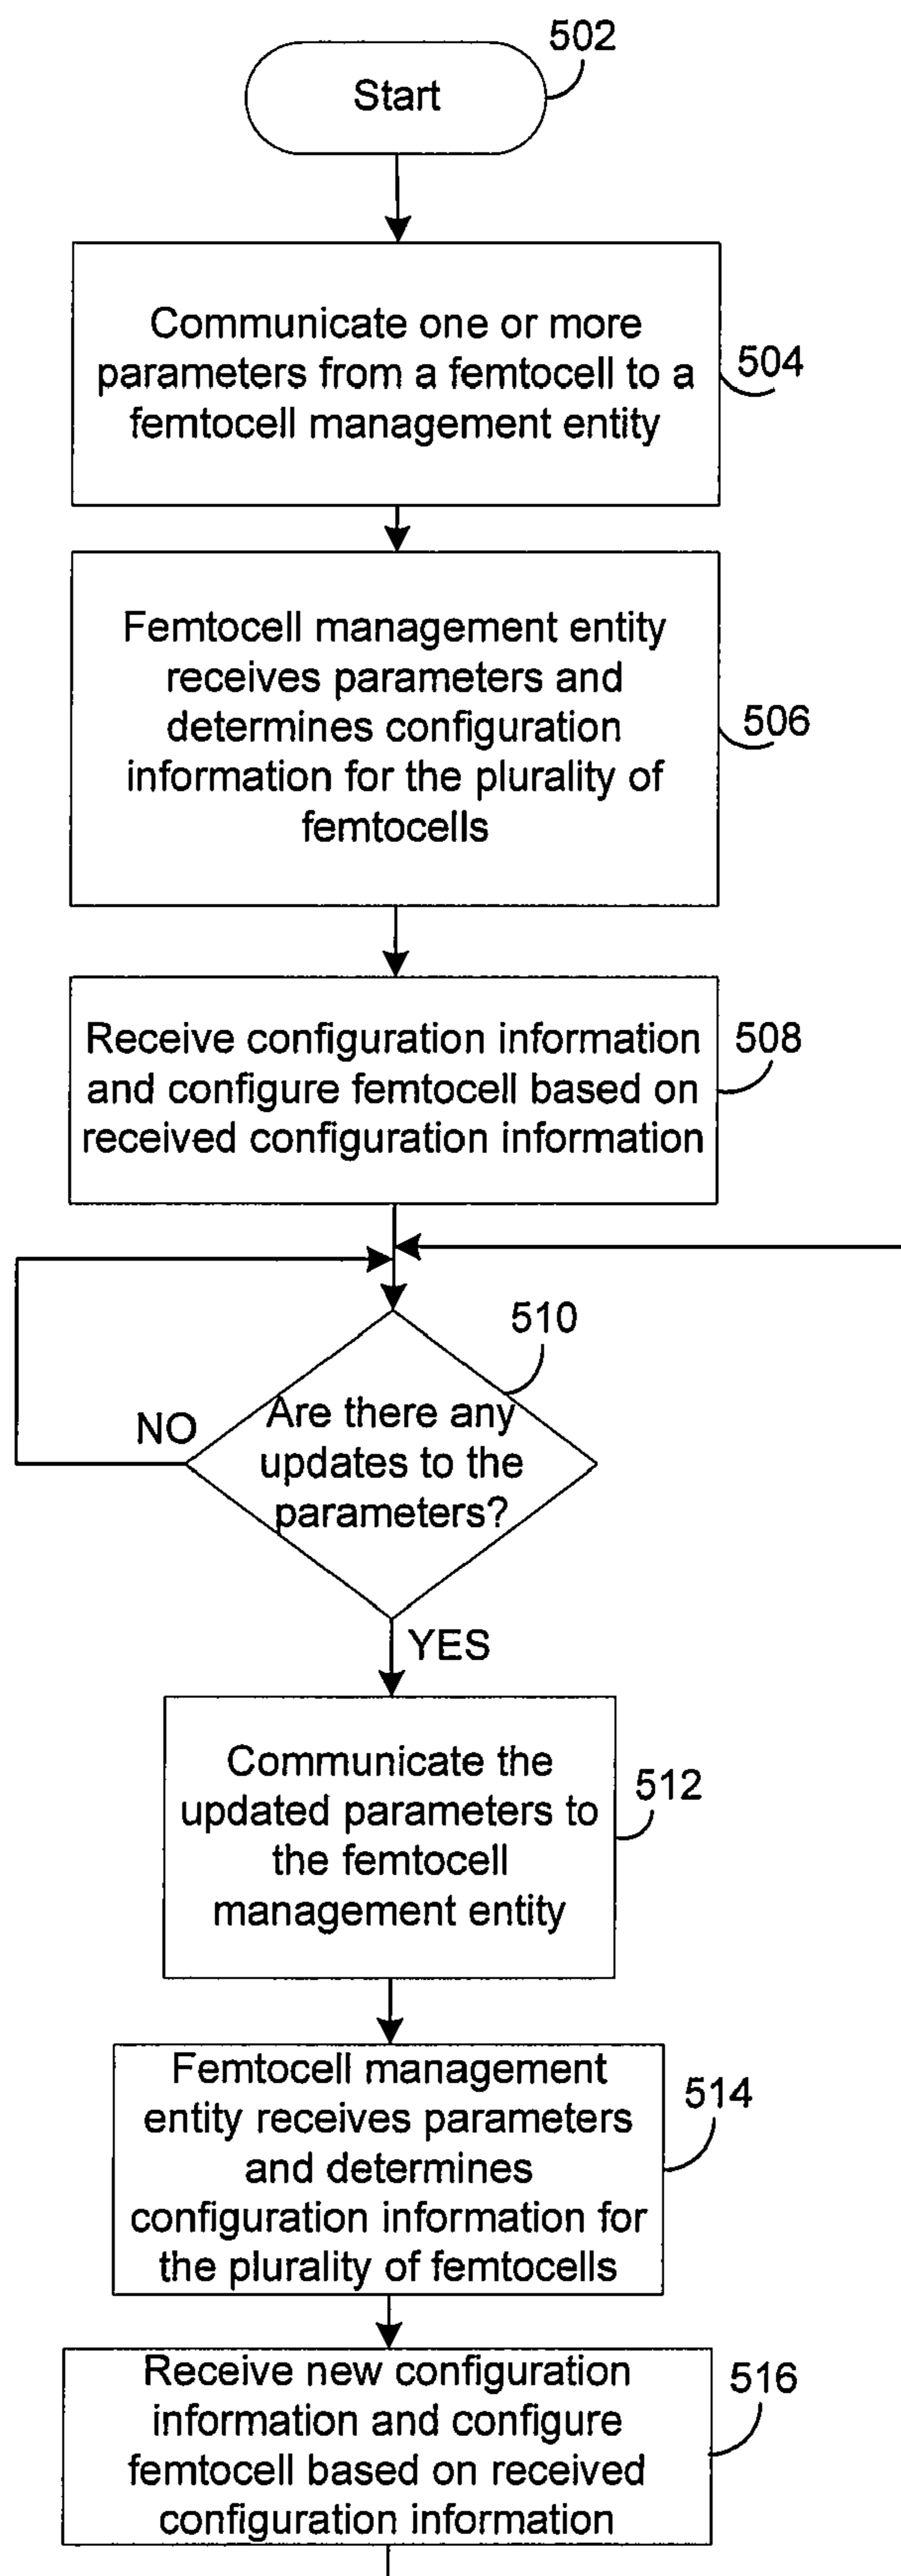 502
Start
Communicate one or more
parameters from a femtocell to a
femtocell management entity
504
Femtocell management entity
receives parameters and
determines configuration
information for the plurality of
femtocells
506
Receive configuration information
and configure femtocell based on
received configuration information
508
510
Are there any
updates to the
parameters?
NO
YES
Communicate the
updated parameters to
the femtocell
management entity
512
Femtocell management
entity receives parameters
and determines
configuration information for
the plurality of femtocells
514
Receive new configuration
information and configure
femtocell based on received
configuration information
516